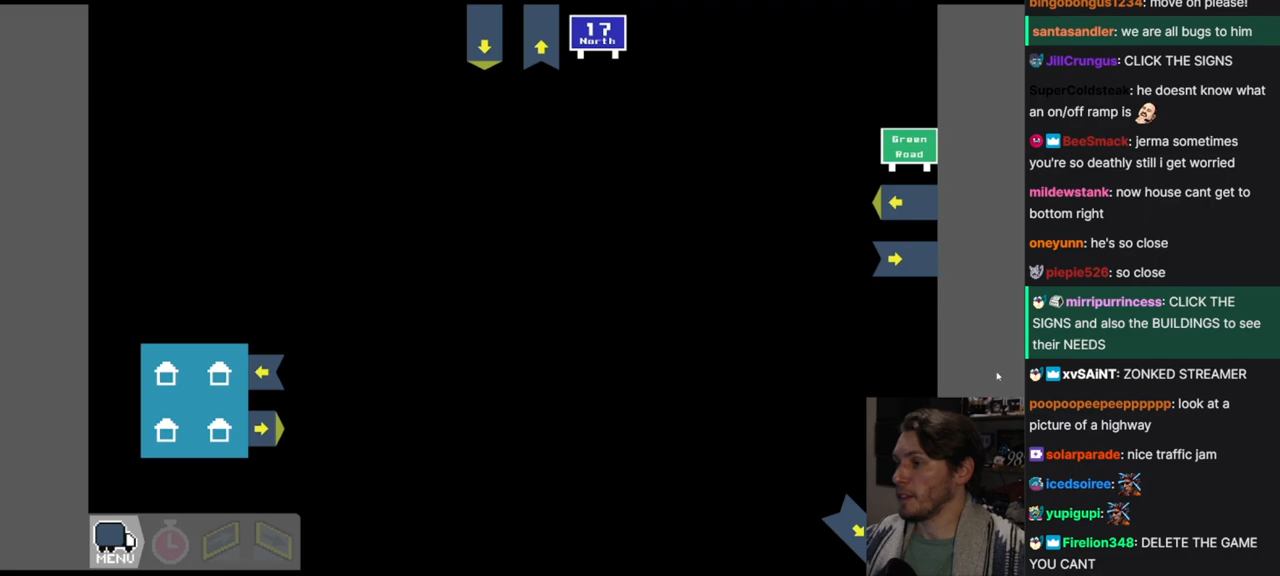 17
North
Green
Road
MENU
bingobongus1234: move on please!
santasandler: we are all bugs to him
JillCrungus: CLICK THE SIGNS
SuperColdsteak: he doesnt know what
an on/off ramp is
BeeSmack: jerma sometimes
you're so deathly still i get worried
mildewstank: now house cant get to
bottom right
oneyunn: he's so close
piepie526: so close
mirripurrincess: CLICK THE
SIGNS and also the BUILDINGS to see
their NEEDS
xvSAiNT: ZONKED STREAMER
poopoopeepeepppppp: look at a
picture of a highway
solarparade: nice traffic jam
icedsoiree:
yupigupi:
Firelion348: DELETE THE GAME
YOU CANT